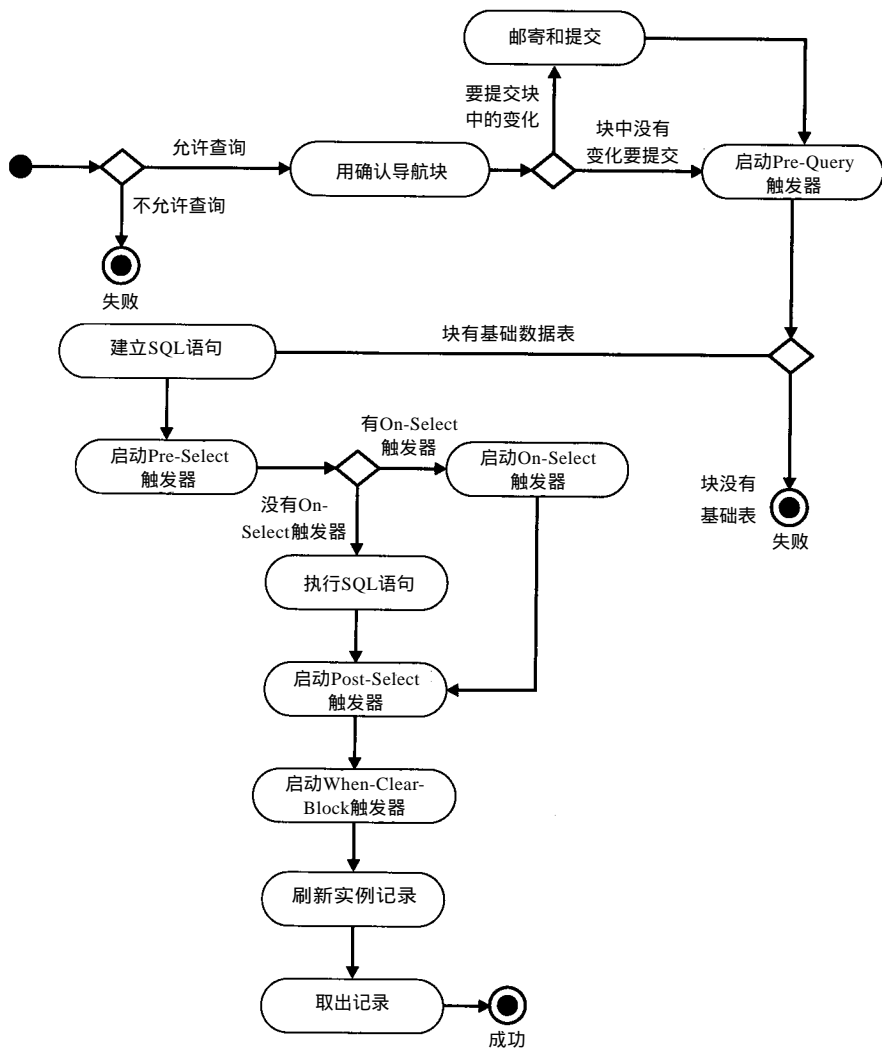 邮寄和提交
要提交块
中的变化
允许查询
用确认导航块
块中没有
变化要提交
启动Pre-Query
触发器
不允许查询
失败
建立SQL语句
块有基础数据表
启动Pre-Select
触发器
有On-Select
触发器
启动On-Select
触发器
没有On-
Select触发器
块没有
基础表
失败
执行SQL语句
启动Post-Select
触发器
启动When-Clear-
Block触发器
刷新实例记录
取出记录
成功